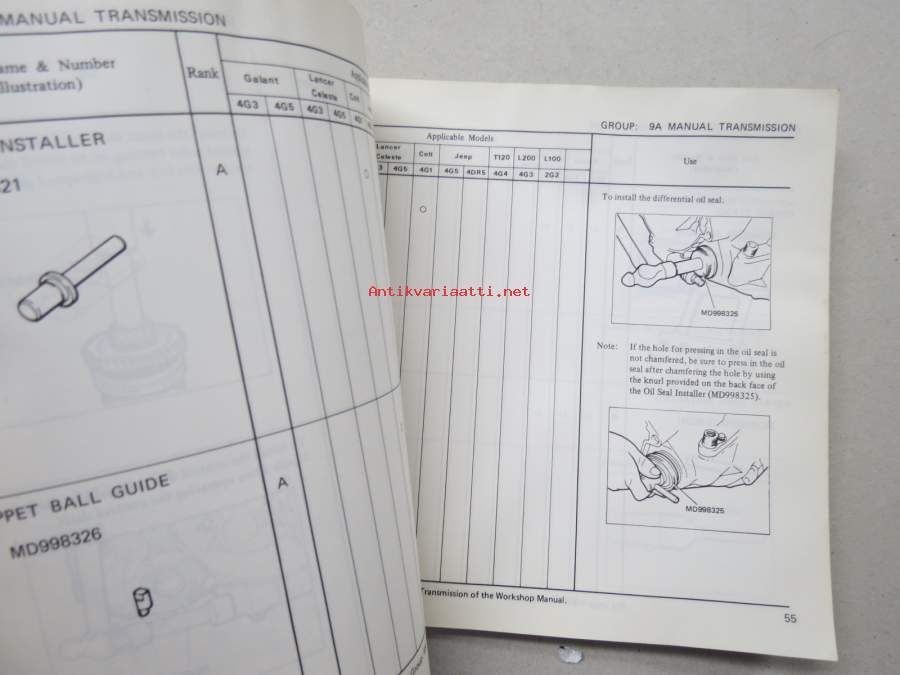 MANUAL TRANSMISSION
ame & Number
llustration)
Rank
Galant
Lancer
Celeste
Colt
4G3 4G5 4G3 4G5 4G1
NSTALLER
21
A
PPET BALL GUIDE
MD998326
A
GROUP: 9A MANUAL TRANSMISSION
Applicable Models
Use
Lancer
Celeste
Colt
Jeep
T120
L200
L100
3 4G5 4G1 4G5 4DR5 4G4 4G3 2G2
To install the differential oil seal.
MD998325
Note: If the hole for pressing in the oil seal is
not chamfered, be sure to press in the oil
seal after chamfering the hole by using
the knurl provided on the back face of
the Oil Seal Installer (MD998325).
MD998325
Transmission of the Workshop Manual.
55
Antikvariaatti.net